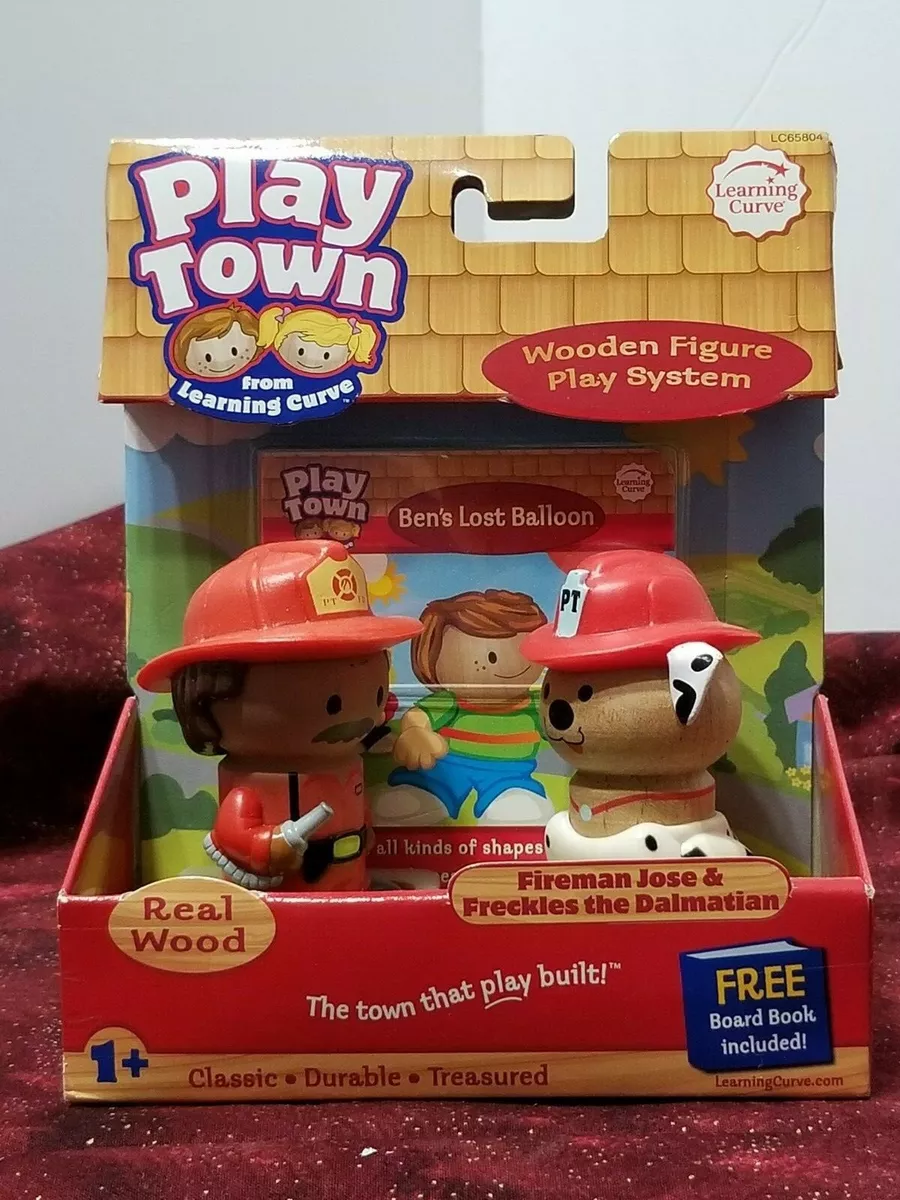 LC65804
Play
Town
from
Learning Curve™
Learning
Curve®
Wooden Figure
Play System
Play
Town
Learning
Curve
Ben's Lost Balloon
PT
PT
all kinds of shapes
Fireman Jose &
Freckles the Dalmatian
Real
Wood
The town that play built!™
FREE
Board Book
included!
1+
Classic • Durable • Treasured
LearningCurve.com